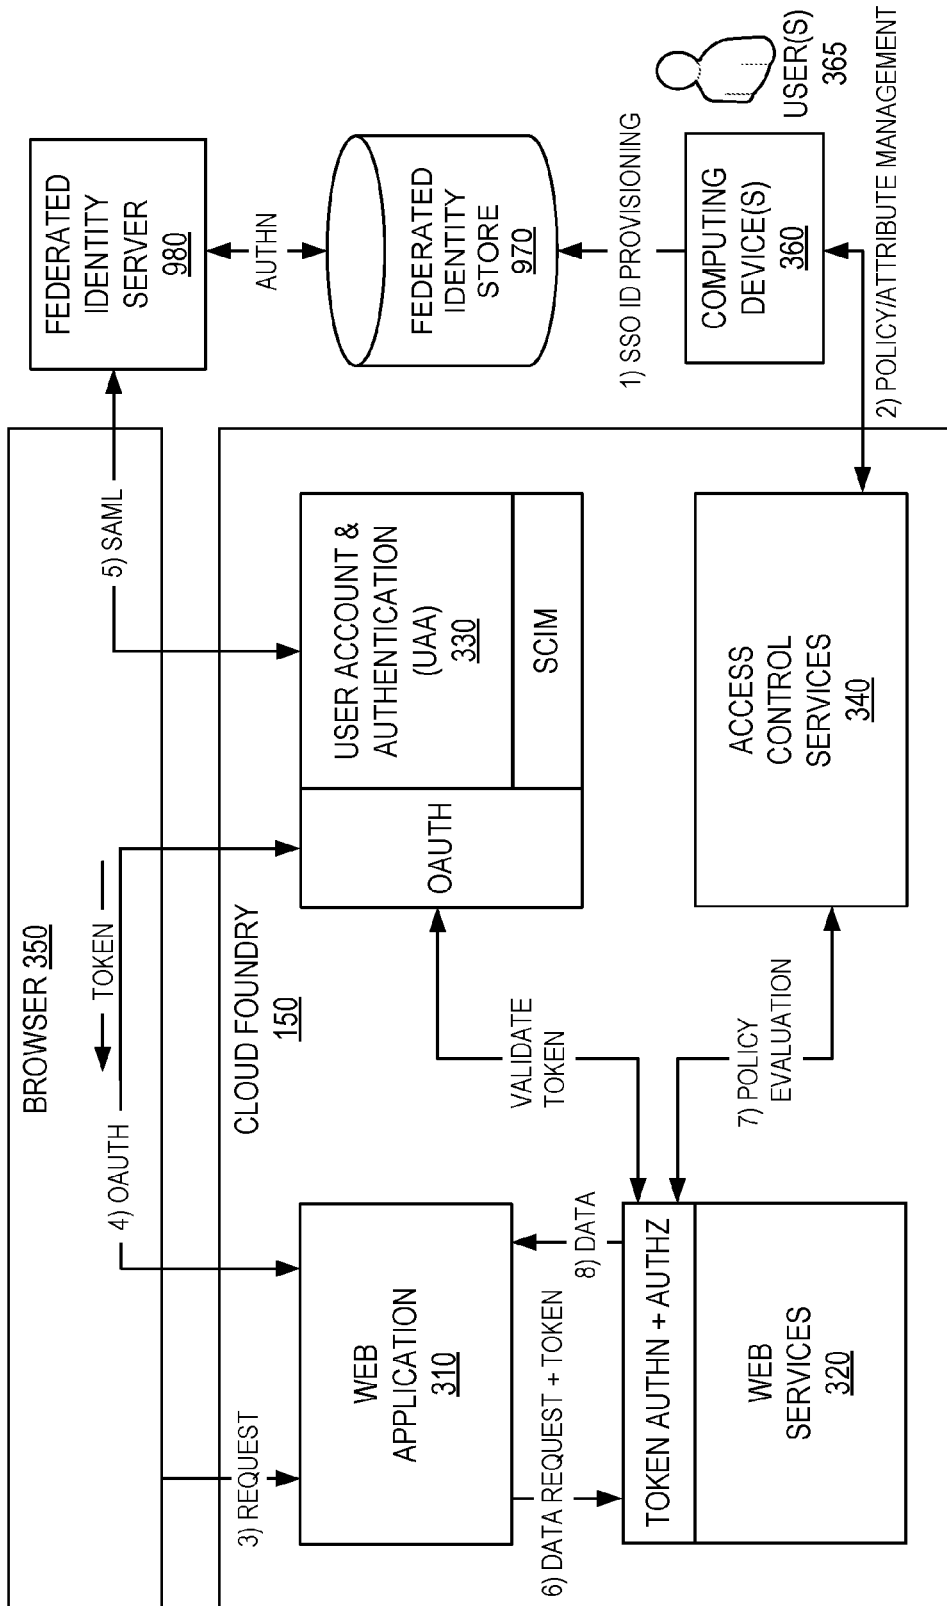 BROWSER 350
4) OAUTH
TOKEN
5) SAML
FEDERATED
IDENTITY
SERVER
980
3) REQUEST
CLOUD FOUNDRY
150
AUTHN
WEB
APPLICATION
310
OAUTH
USER ACCOUNT &
AUTHENTICATION
(UAA)
330
SCIM
FEDERATED
IDENTITY
STORE
970
6) DATA REQUEST + TOKEN
8) DATA
VALIDATE
TOKEN
1) SSO ID PROVISIONING
TOKEN AUTHN + AUTHZ
WEB
SERVICES
320
7) POLICY
EVALUATION
ACCESS
CONTROL
SERVICES
340
COMPUTING
DEVICE(S)
360
USER(S)
365
2) POLICY/ATTRIBUTE MANAGEMENT